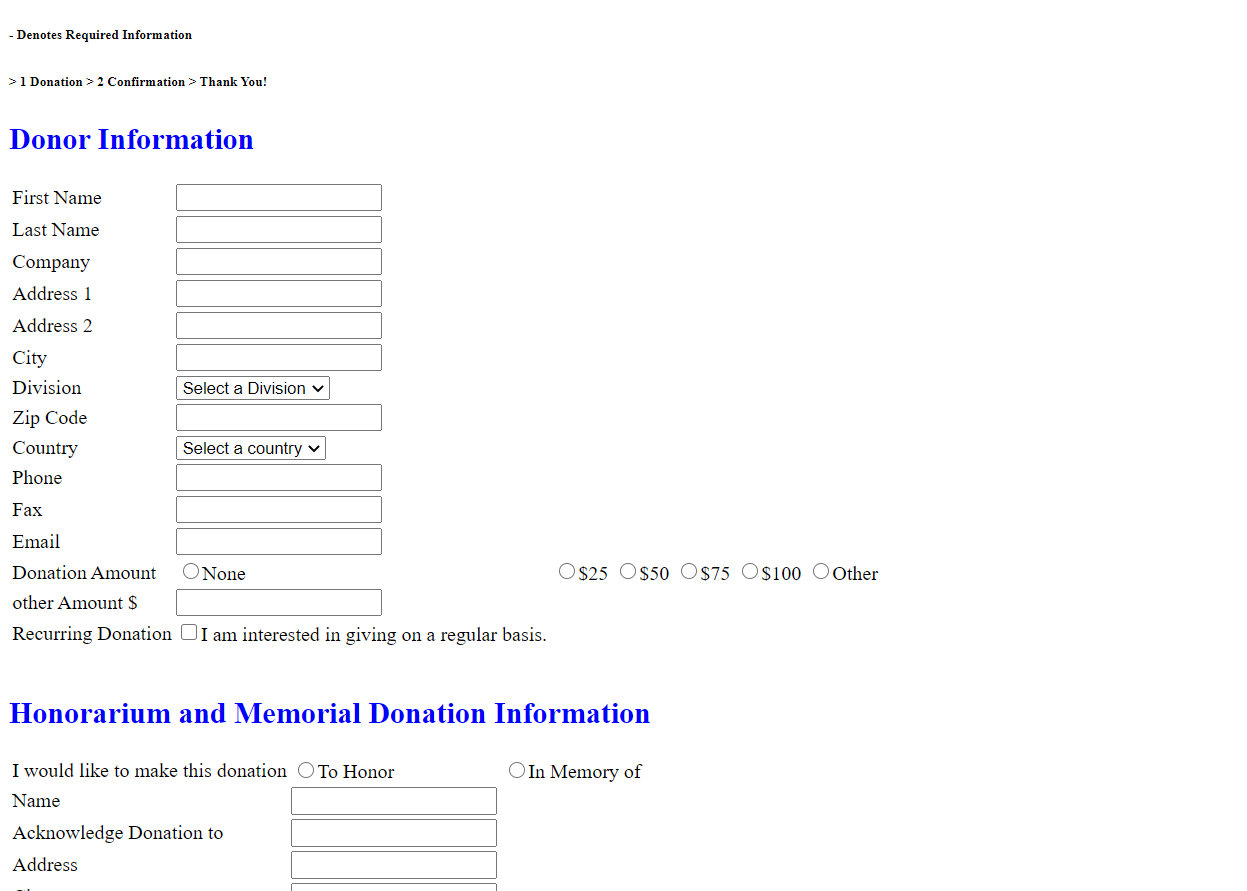 - Denotes Required Information
> 1 Donation > 2 Confirmation > Thank You!
Donor Information
First Name
Last Name
Company
Address 1
Address 2
City
Division Select a Division
Zip Code
Country Select a country
Phone
Fax
Email
Donation Amount None $25 $50 $75 $100 Other
other Amount $
Recurring Donation I am interested in giving on a regular basis.
Honorarium and Memorial Donation Information
I would like to make this donation To Honor In Memory of
Name
Acknowledge Donation to
Address